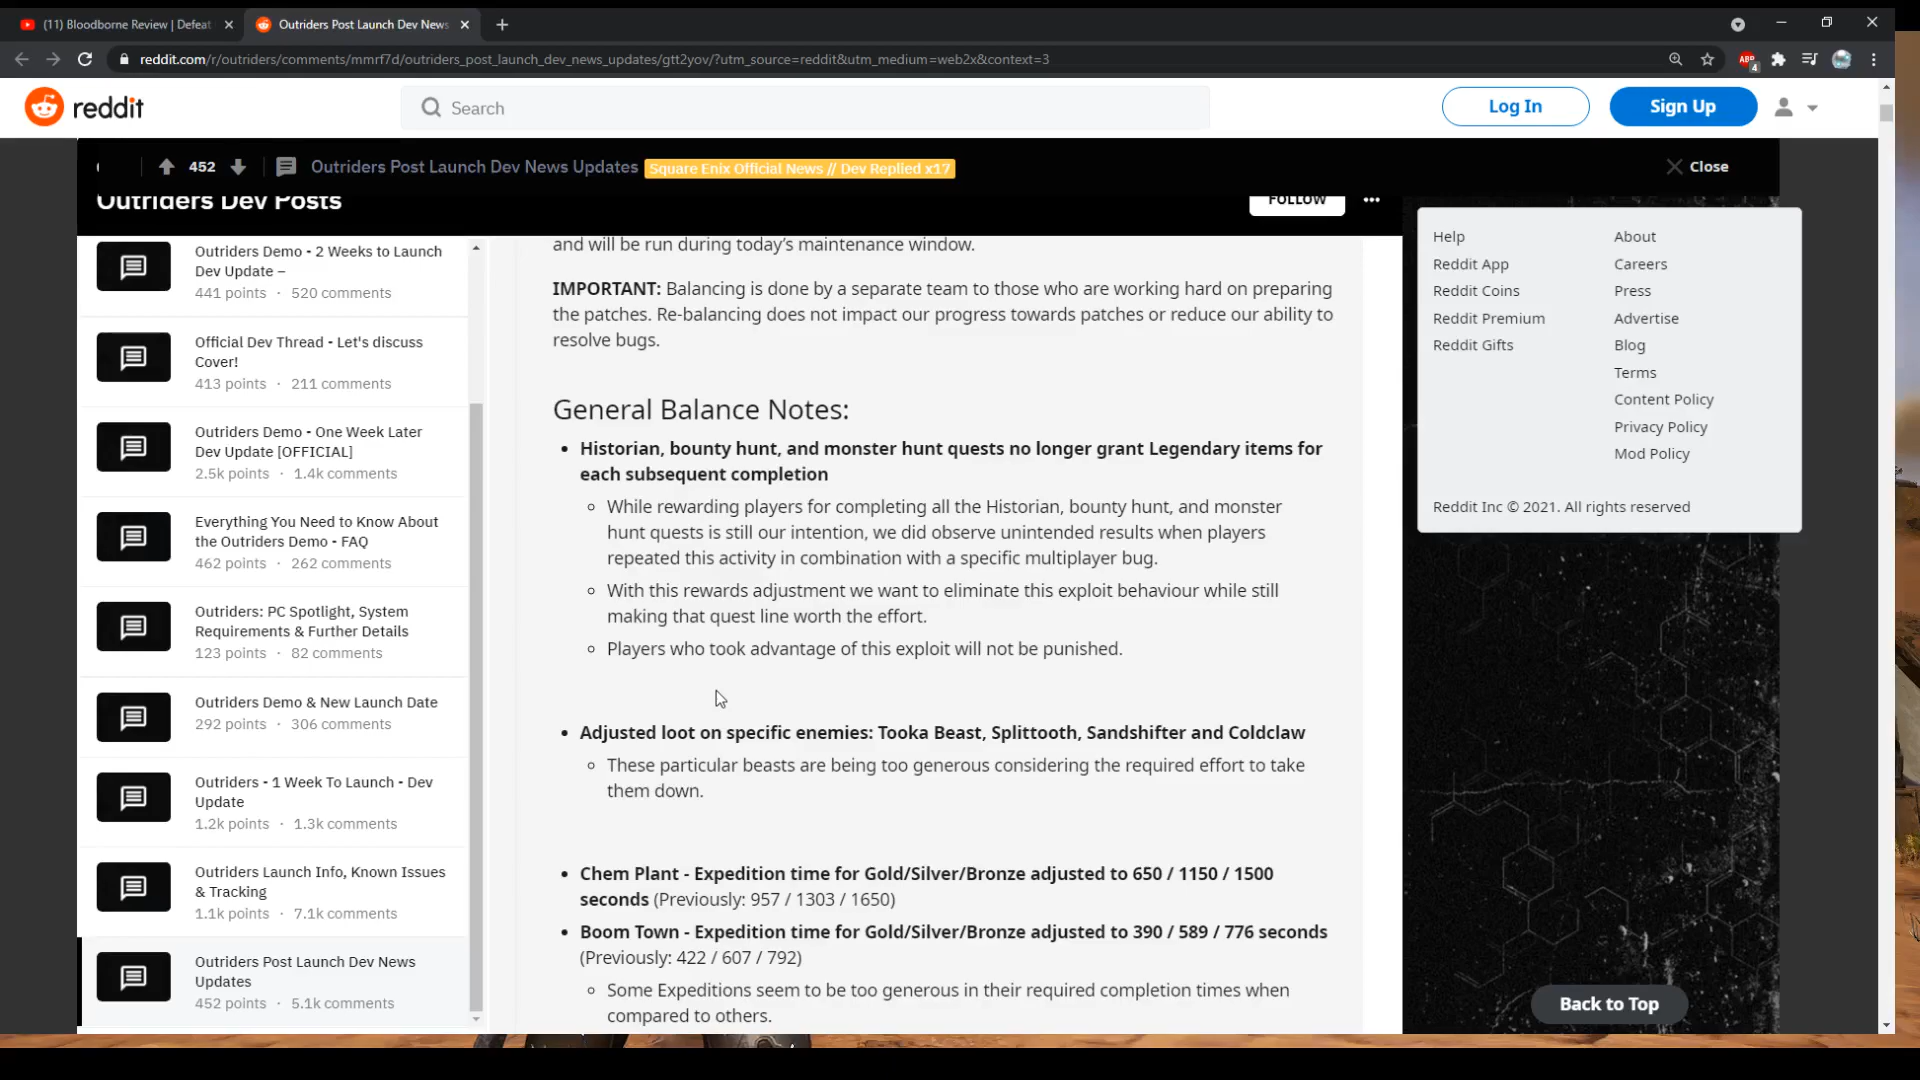 (11) Bloodborne Review | Defeat
Outriders Post Launch Dev News
reddit.com/r/outriders/comments/mmrf7d/outriders_post_launch_dev_news_updates/gtt2yov/?utm_source=reddit&utm_medium=web2x&context=3
ABP
4
reddit
Search
Log In
Sign Up
452
Outriders Post Launch Dev News Updates
Square Enix Official News // Dev Replied x17
Close
Outriders Dev Posts
FOLLOW
Outriders Demo - 2 Weeks to Launch
Dev Update –
441 points · 520 comments
Official Dev Thread - Let's discuss
Cover!
413 points · 211 comments
Outriders Demo - One Week Later
Dev Update [OFFICIAL]
2.5k points · 1.4k comments
Everything You Need to Know About
the Outriders Demo - FAQ
462 points · 262 comments
Outriders: PC Spotlight, System
Requirements & Further Details
123 points · 82 comments
Outriders Demo & New Launch Date
292 points · 306 comments
Outriders - 1 Week To Launch - Dev
Update
1.2k points · 1.3k comments
Outriders Launch Info, Known Issues
& Tracking
1.1k points · 7.1k comments
Outriders Post Launch Dev News
Updates
452 points · 5.1k comments
and will be run during today's maintenance window.
IMPORTANT: Balancing is done by a separate team to those who are working hard on preparing
the patches. Re-balancing does not impact our progress towards patches or reduce our ability to
resolve bugs.
General Balance Notes:
• Historian, bounty hunt, and monster hunt quests no longer grant Legendary items for
each subsequent completion
◦ While rewarding players for completing all the Historian, bounty hunt, and monster
hunt quests is still our intention, we did observe unintended results when players
repeated this activity in combination with a specific multiplayer bug.
◦ With this rewards adjustment we want to eliminate this exploit behaviour while still
making that quest line worth the effort.
◦ Players who took advantage of this exploit will not be punished.
• Adjusted loot on specific enemies: Tooka Beast, Splittooth, Sandshifter and Coldclaw
◦ These particular beasts are being too generous considering the required effort to take
them down.
• Chem Plant - Expedition time for Gold/Silver/Bronze adjusted to 650 / 1150 / 1500
seconds (Previously: 957 / 1303 / 1650)
• Boom Town - Expedition time for Gold/Silver/Bronze adjusted to 390 / 589 / 776 seconds
(Previously: 422 / 607 / 792)
◦ Some Expeditions seem to be too generous in their required completion times when
compared to others.
Help
Reddit App
Reddit Coins
Reddit Premium
Reddit Gifts
About
Careers
Press
Advertise
Blog
Terms
Content Policy
Privacy Policy
Mod Policy
Reddit Inc © 2021. All rights reserved
Back to Top